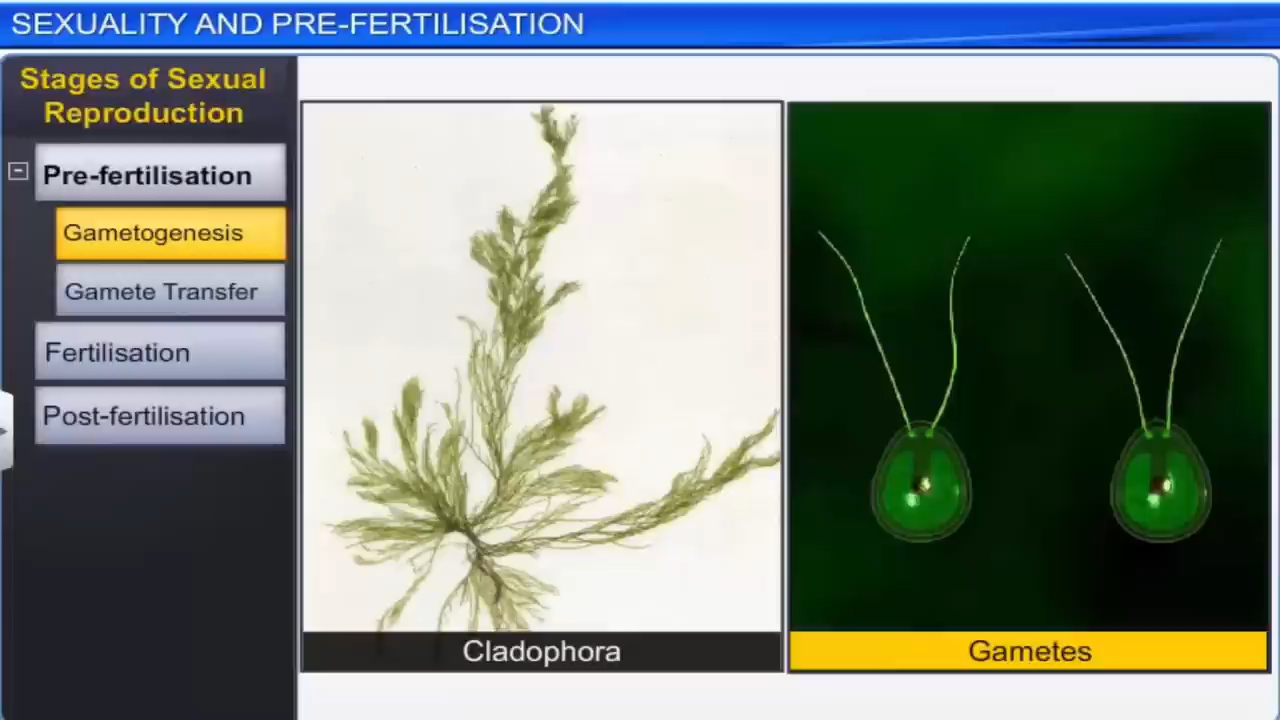 SEXUALITY AND PRE-FERTILISATION
Stages of Sexual
Reproduction
Pre-fertilisation
Gametogenesis
Gamete Transfer
Fertilisation
Post-fertilisation
Cladophora
Gametes